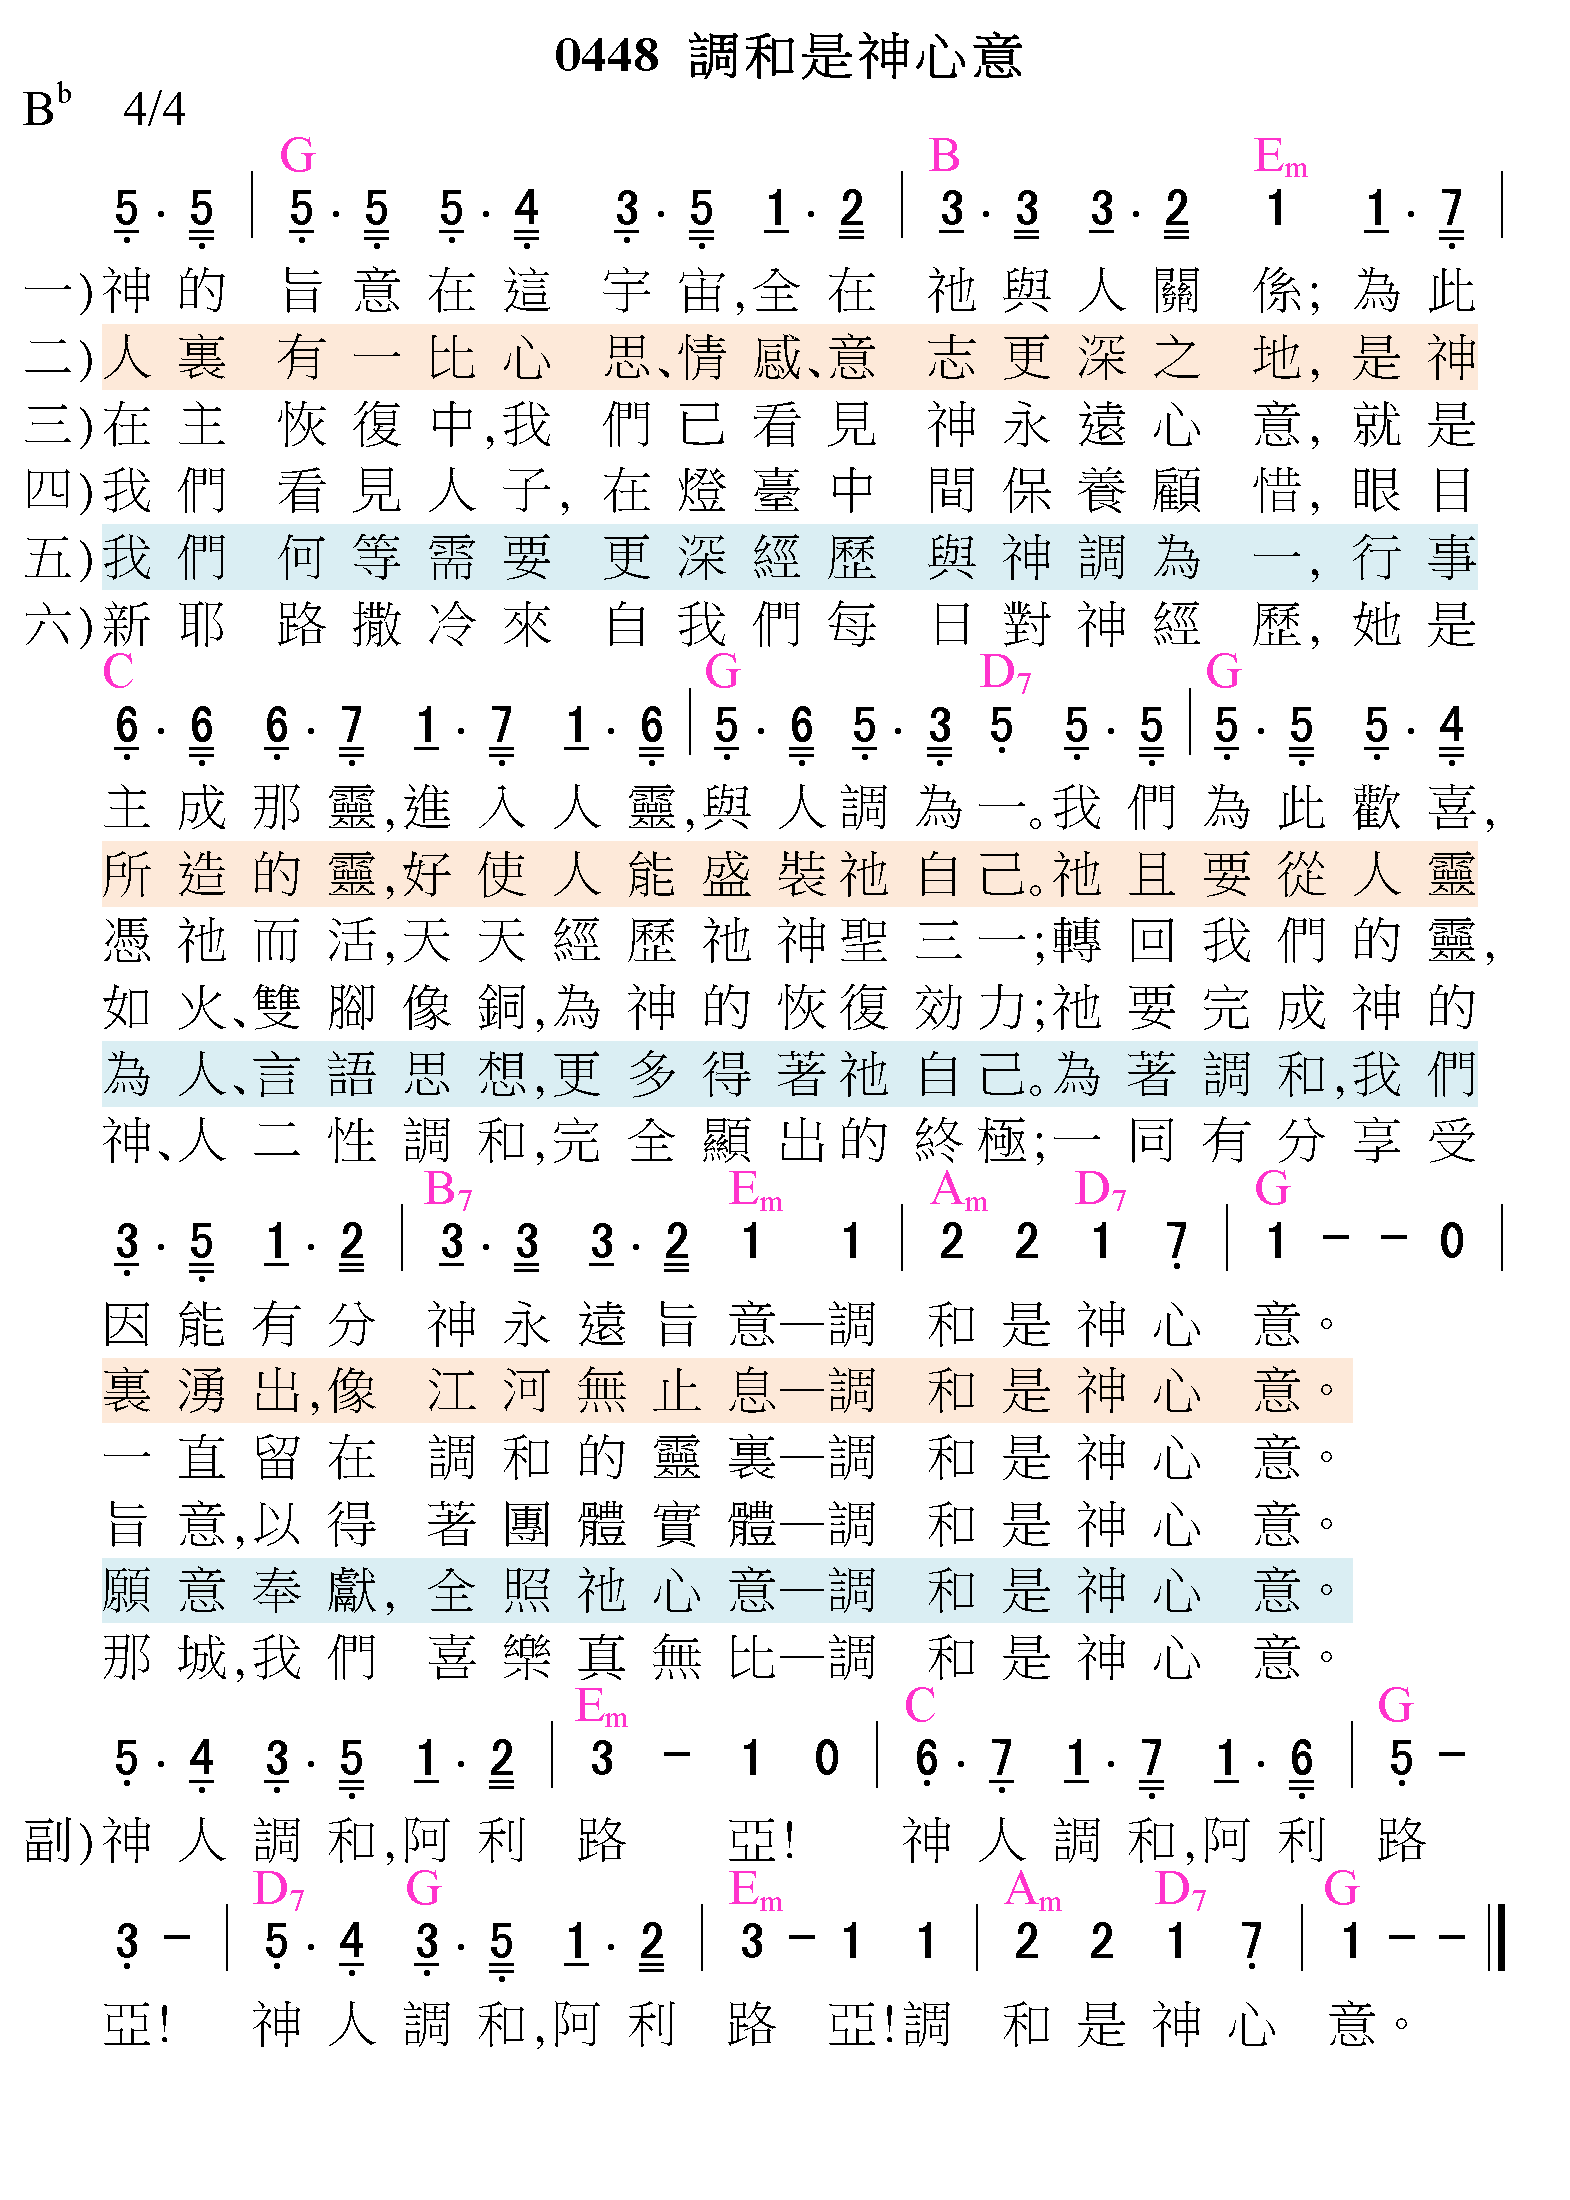 0448 調和是神心意
Bb 4/4
G B Em
5 . 5 | 5 . 5 5 . 4 3 . 5 1 . 2 | 3 . 3 3 . 2 1 1 . 7 |
一)神的旨意在這宇宙,全在祂與人關係;為此
二)人裏有一比心思、情感、意志更深之地,是神
三)在主恢復中,我們已看見神永遠心意,就是
四)我們看見人子,在燈臺中間保養顧惜,眼目
五)我們何等需要更深經歷與神調為一,行事
六)新耶路撒冷來自我們每日對神經歷,她是
C G D7 G
6 . 6 6 . 7 1 . 7 1 . 6 | 5 . 6 5 . 3 5 5 . 5 | 5 . 5 5 . 4
主成那靈,進入人靈,與人調為一。我們為此歡喜,
所造的靈,好使人能盛裝祂自己。祂且要從人靈
憑祂而活,天天經歷祂神聖三一;轉回我們的靈,
如火、雙腳像銅,為神的恢復効力;祂要完成神的
為人、言語思想,更多得著祂自己。為著調和,我們
神、人二性調和,完全顯出的終極;一同有分享受
B7 Em Am D7 G
3 . 5 1 . 2 | 3 . 3 3 . 2 1 1 | 2 2 1 7 | 1 - - 0 |
因能有分神永遠旨意—調和是神心意。
裏湧出,像江河無止息—調和是神心意。
一直留在調和的靈裏—調和是神心意。
旨意,以得著團體實體—調和是神心意。
願意奉獻,全照祂心意—調和是神心意。
那城,我們喜樂真無比—調和是神心意。
Em C G
5 . 4 3 . 5 1 . 2 | 3 - 1 0 | 6 . 7 1 . 7 1 . 6 | 5 -
副)神人調和,阿利路亞!神人調和,阿利路
D7 G Em Am D7 G
3 - | 5 . 4 3 . 5 1 . 2 | 3 - 1 1 | 2 2 1 7 | 1 - - ‖
亞!神人調和,阿利路亞!調和是神心意。